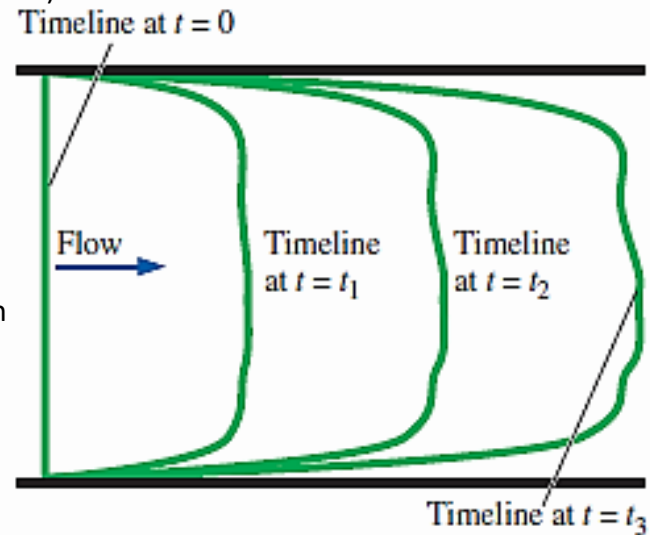 Timeline at t = 0
Flow
Timeline
at t = t₁
Timeline
at t = t₂
Timeline at t = t₃